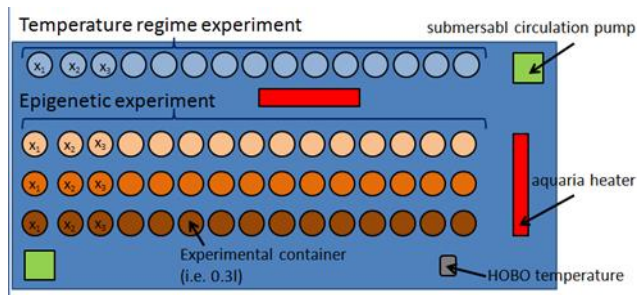 Temperature regime experiment
submersabl circulation pump
x₁ x₂ x₃
Epigenetic experiment
x₁ x₂ x₃
aquaria heater
x₁ x₂ x₃
x₁ x₂ x₃
Experimental container
(i.e. 0.3l)
HOBO temperature